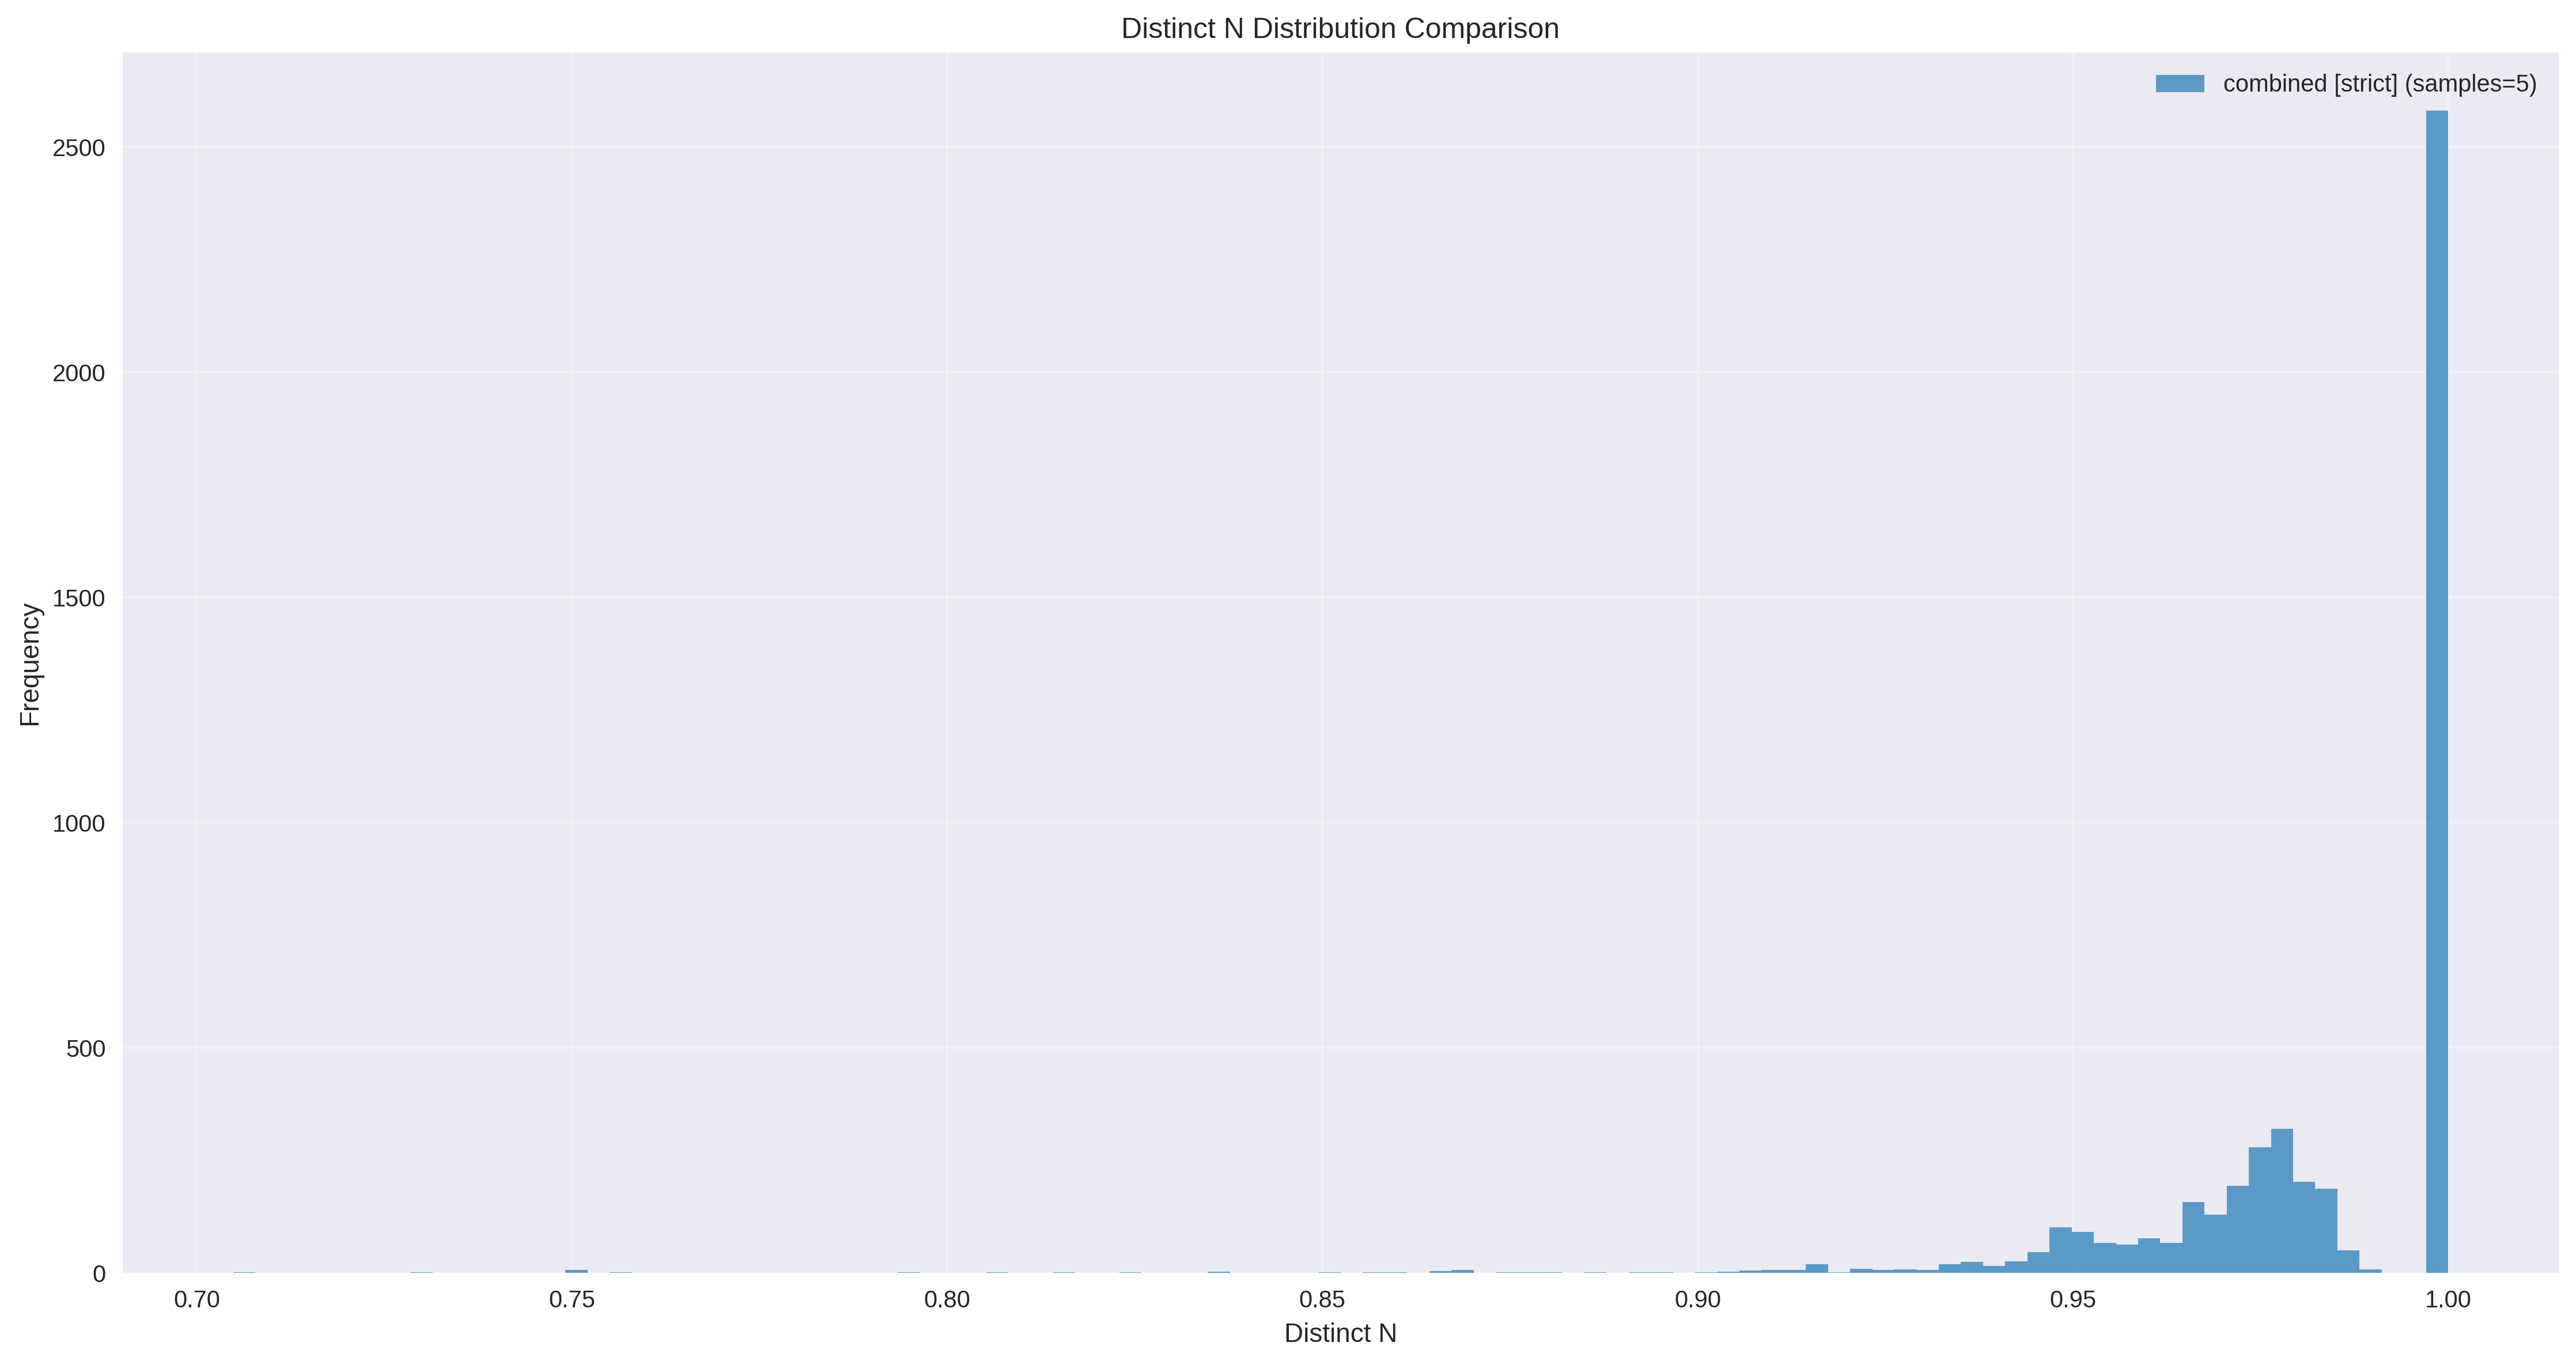 Distinct N Distribution Comparison
combined [strict] (samples=5)
2500
2000
1500
1000
500
0
Frequency
0.70 0.75 0.80 0.85 0.90 0.95 1.00
Distinct N